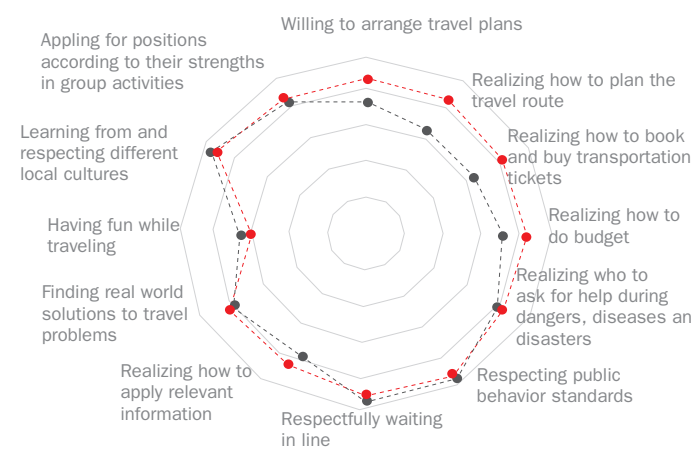 Willing to arrange travel plans
Appling for positions
according to their strengths
in group activities
Realizing how to plan the
travel route
Learning from and
respecting different
local cultures
Realizing how to book
and buy transportation
tickets
Having fun while
traveling
Realizing how to
do budget
Finding real world
solutions to travel
problems
Realizing who to
ask for help during
dangers, diseases an
disasters
Realizing how to
apply relevant
information
Respecting public
behavior standards
Respectfully waiting
in line